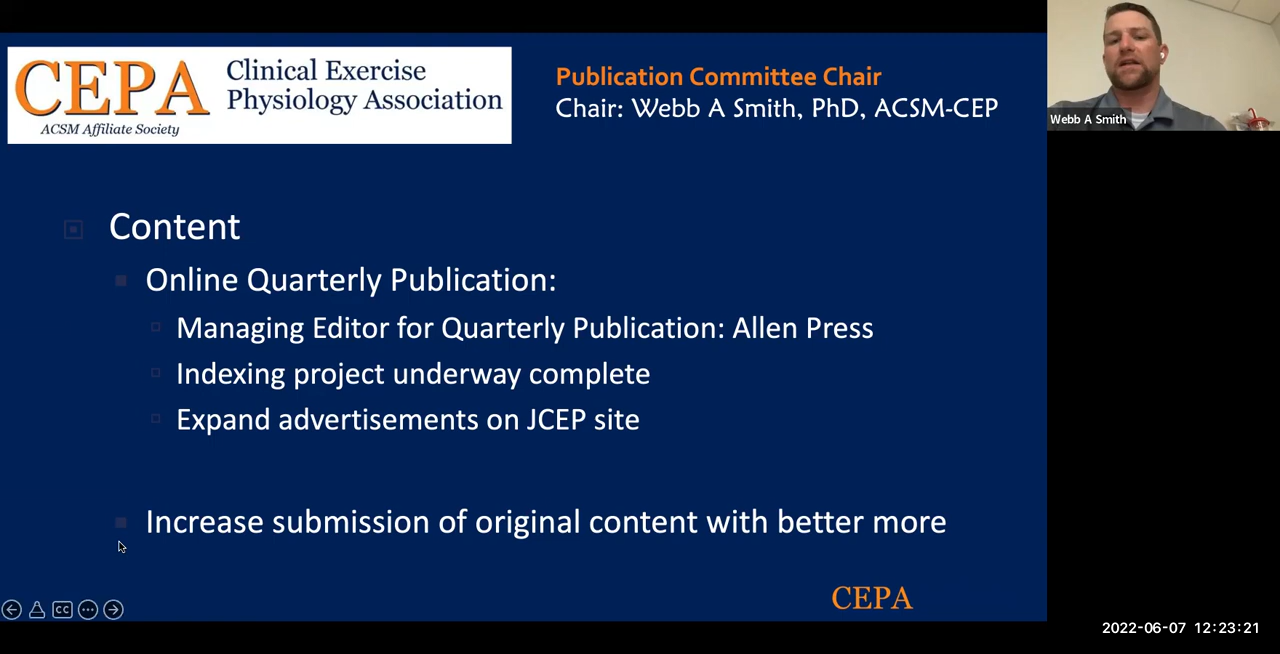 CEPA
Clinical Exercise
Physiology Association
ACSM Affiliate Society
Publication Committee Chair
Chair: Webb A Smith, PhD, ACSM-CEP
Webb A Smith
Content
Online Quarterly Publication:
Managing Editor for Quarterly Publication: Allen Press
Indexing project underway complete
Expand advertisements on JCEP site
Increase submission of original content with better more
CEPA
CC
2022-06-07 12:23:21